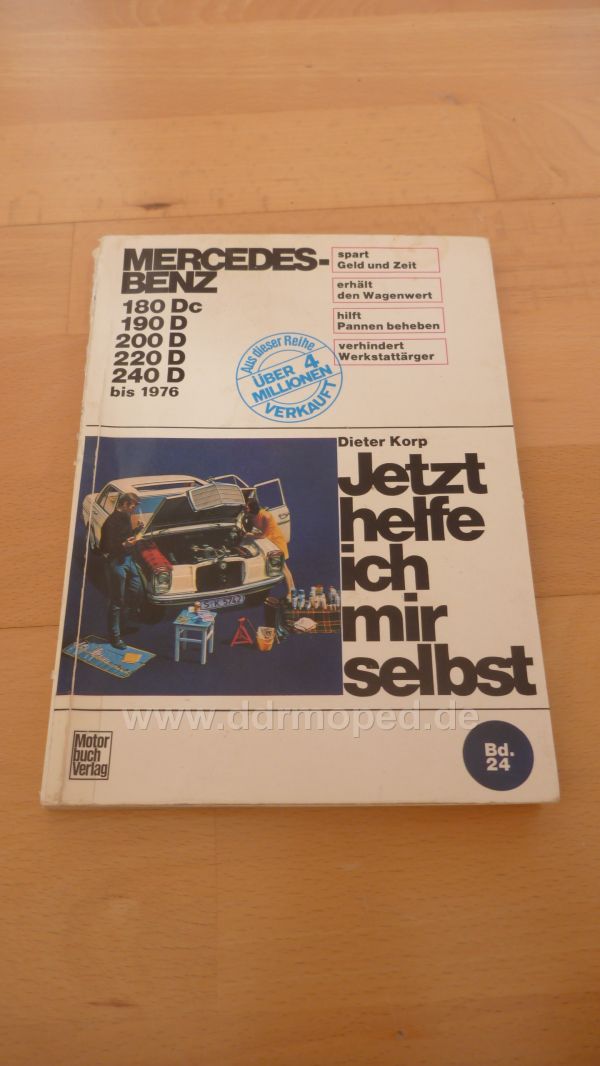 MERCEDES-
BENZ
180 Dc
190 D
200 D
220 D
240 D
bis 1976
spart
Geld und Zeit
erhält
den Wagenwert
hilft
Pannen beheben
verhindert
Werkstattärger
Aus dieser Reihe
ÜBER 4
MILLIONEN
VERKAUFT
Dieter Korp
Jetzt
helfe
ich
mir
selbst
www.ddrmoped.de
Motor
buch
Verlag
Bd.
24